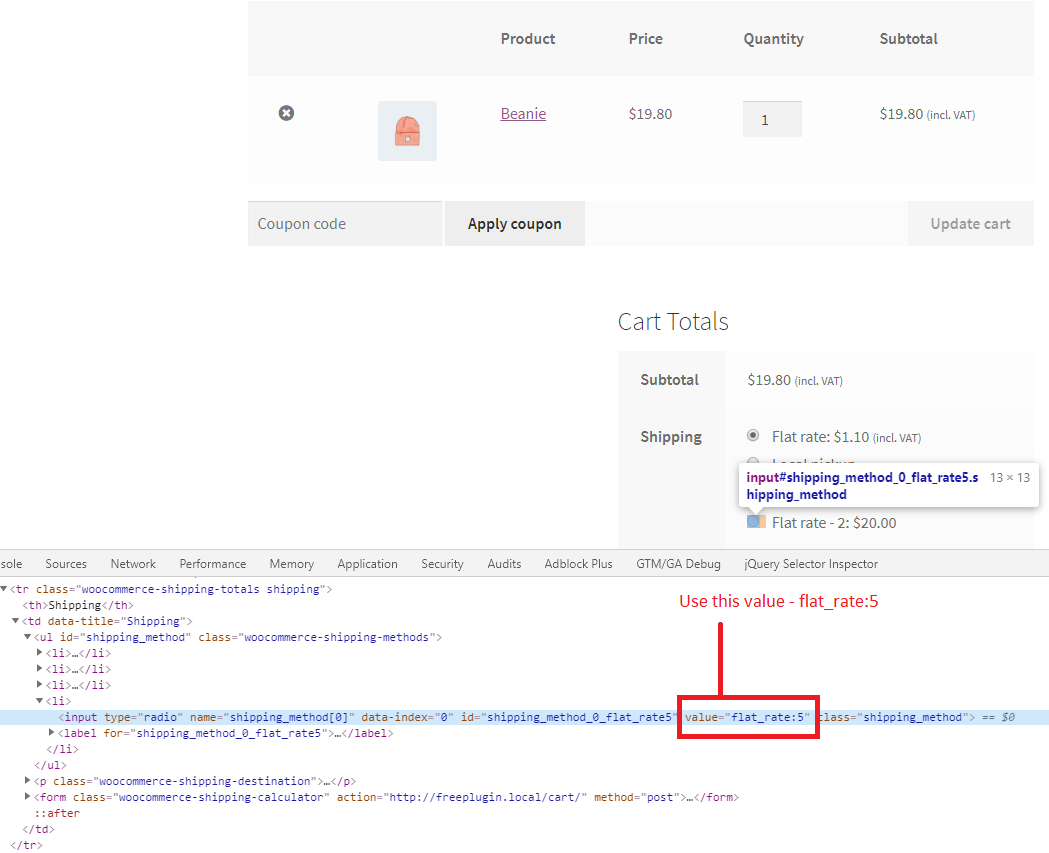 Product Price Quantity Subtotal
Beanie $19.80 1 $19.80 (incl. VAT)
Coupon code Apply coupon Update cart
Cart Totals
Subtotal $19.80 (incl. VAT)
Shipping Flat rate: $1.10 (incl. VAT)
input#shipping_method_0_flat_rate5.s 13 × 13
hipping_method
Flat rate - 2: $20.00
sole Sources Network Performance Memory Application Security Audits Adblock Plus GTM/GA Debug jQuery Selector Inspector
<tr class="woocommerce-shipping-totals shipping">
Use this value - flat_rate:5
<th>Shipping</th>
<td data-title="Shipping">
<ul id="shipping_method" class="woocommerce-shipping-methods">
<li>…</li>
<li>…</li>
<li>…</li>
<li>
<input type="radio" name="shipping_method[0]" data-index="0" id="shipping_method_0_flat_rate5" value="flat_rate:5" class="shipping_method"> == $0
<label for="shipping_method_0_flat_rate5">…</label>
</li>
</ul>
<p class="woocommerce-shipping-destination">…</p>
<form class="woocommerce-shipping-calculator" action="http://freeplugin.local/cart/" method="post">…</form>
::after
</td>
</tr>